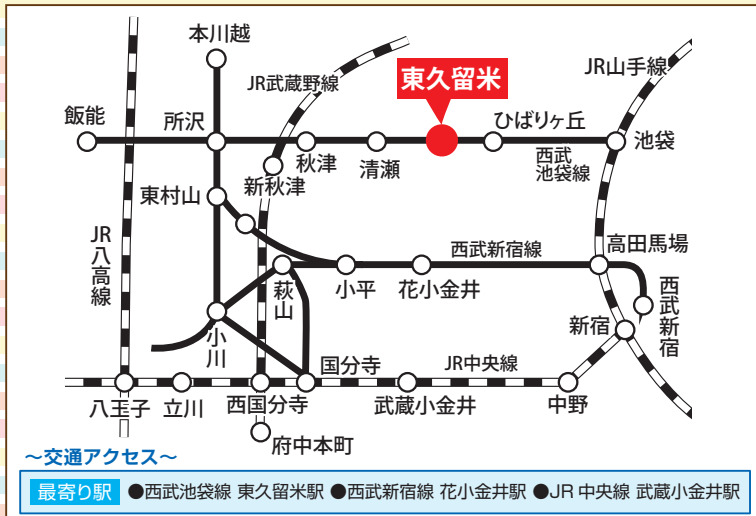 本川越
JR武蔵野線
東久留米
JR山手線
飯能
所沢
秋津
清瀬
ひばりヶ丘
西武
池袋線
池袋
新秋津
東村山
JR八高線
西武新宿線
高田馬場
萩山
小平
花小金井
西武新宿
新宿
小川
国分寺
JR中央線
八王子
立川
西国分寺
武蔵小金井
中野
府中本町
～交通アクセス～
最寄り駅 ●西武池袋線 東久留米駅 ●西武新宿線 花小金井駅 ●JR中央線 武蔵小金井駅